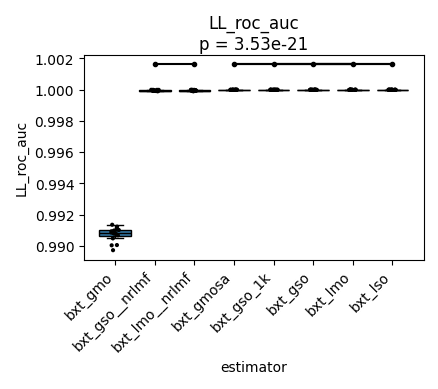 LL_roc_auc
p = 3.53e-21
1.002
1.000
0.998
0.996
0.994
0.992
0.990
LL_roc_auc
bxt_gmo
bxt_gso__nrlmf
bxt_lmo__nrlmf
bxt_gmosa
bxt_gso_1k
bxt_gso
bxt_lmo
bxt_lso
estimator